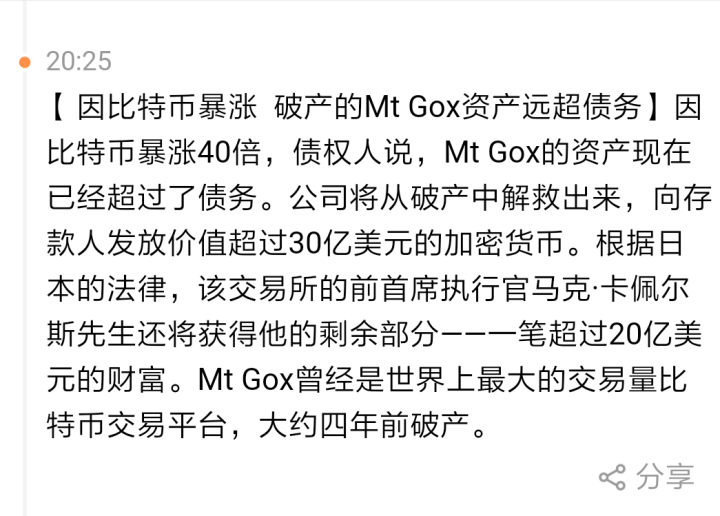 20:25
【 因比特币暴涨 破产的Mt Gox资产远超债务】因
比特币暴涨40倍，债权人说，Mt Gox的资产现在
已经超过了债务。公司将从破产中解救出来，向存
款人发放价值超过30亿美元的加密货币。根据日
本的法律，该交易所的前首席执行官马克·卡佩尔
斯先生还将获得他的剩余部分——一笔超过20亿美
元的财富。Mt Gox曾经是世界上最大的交易量比
特币交易平台，大约四年前破产。
分享